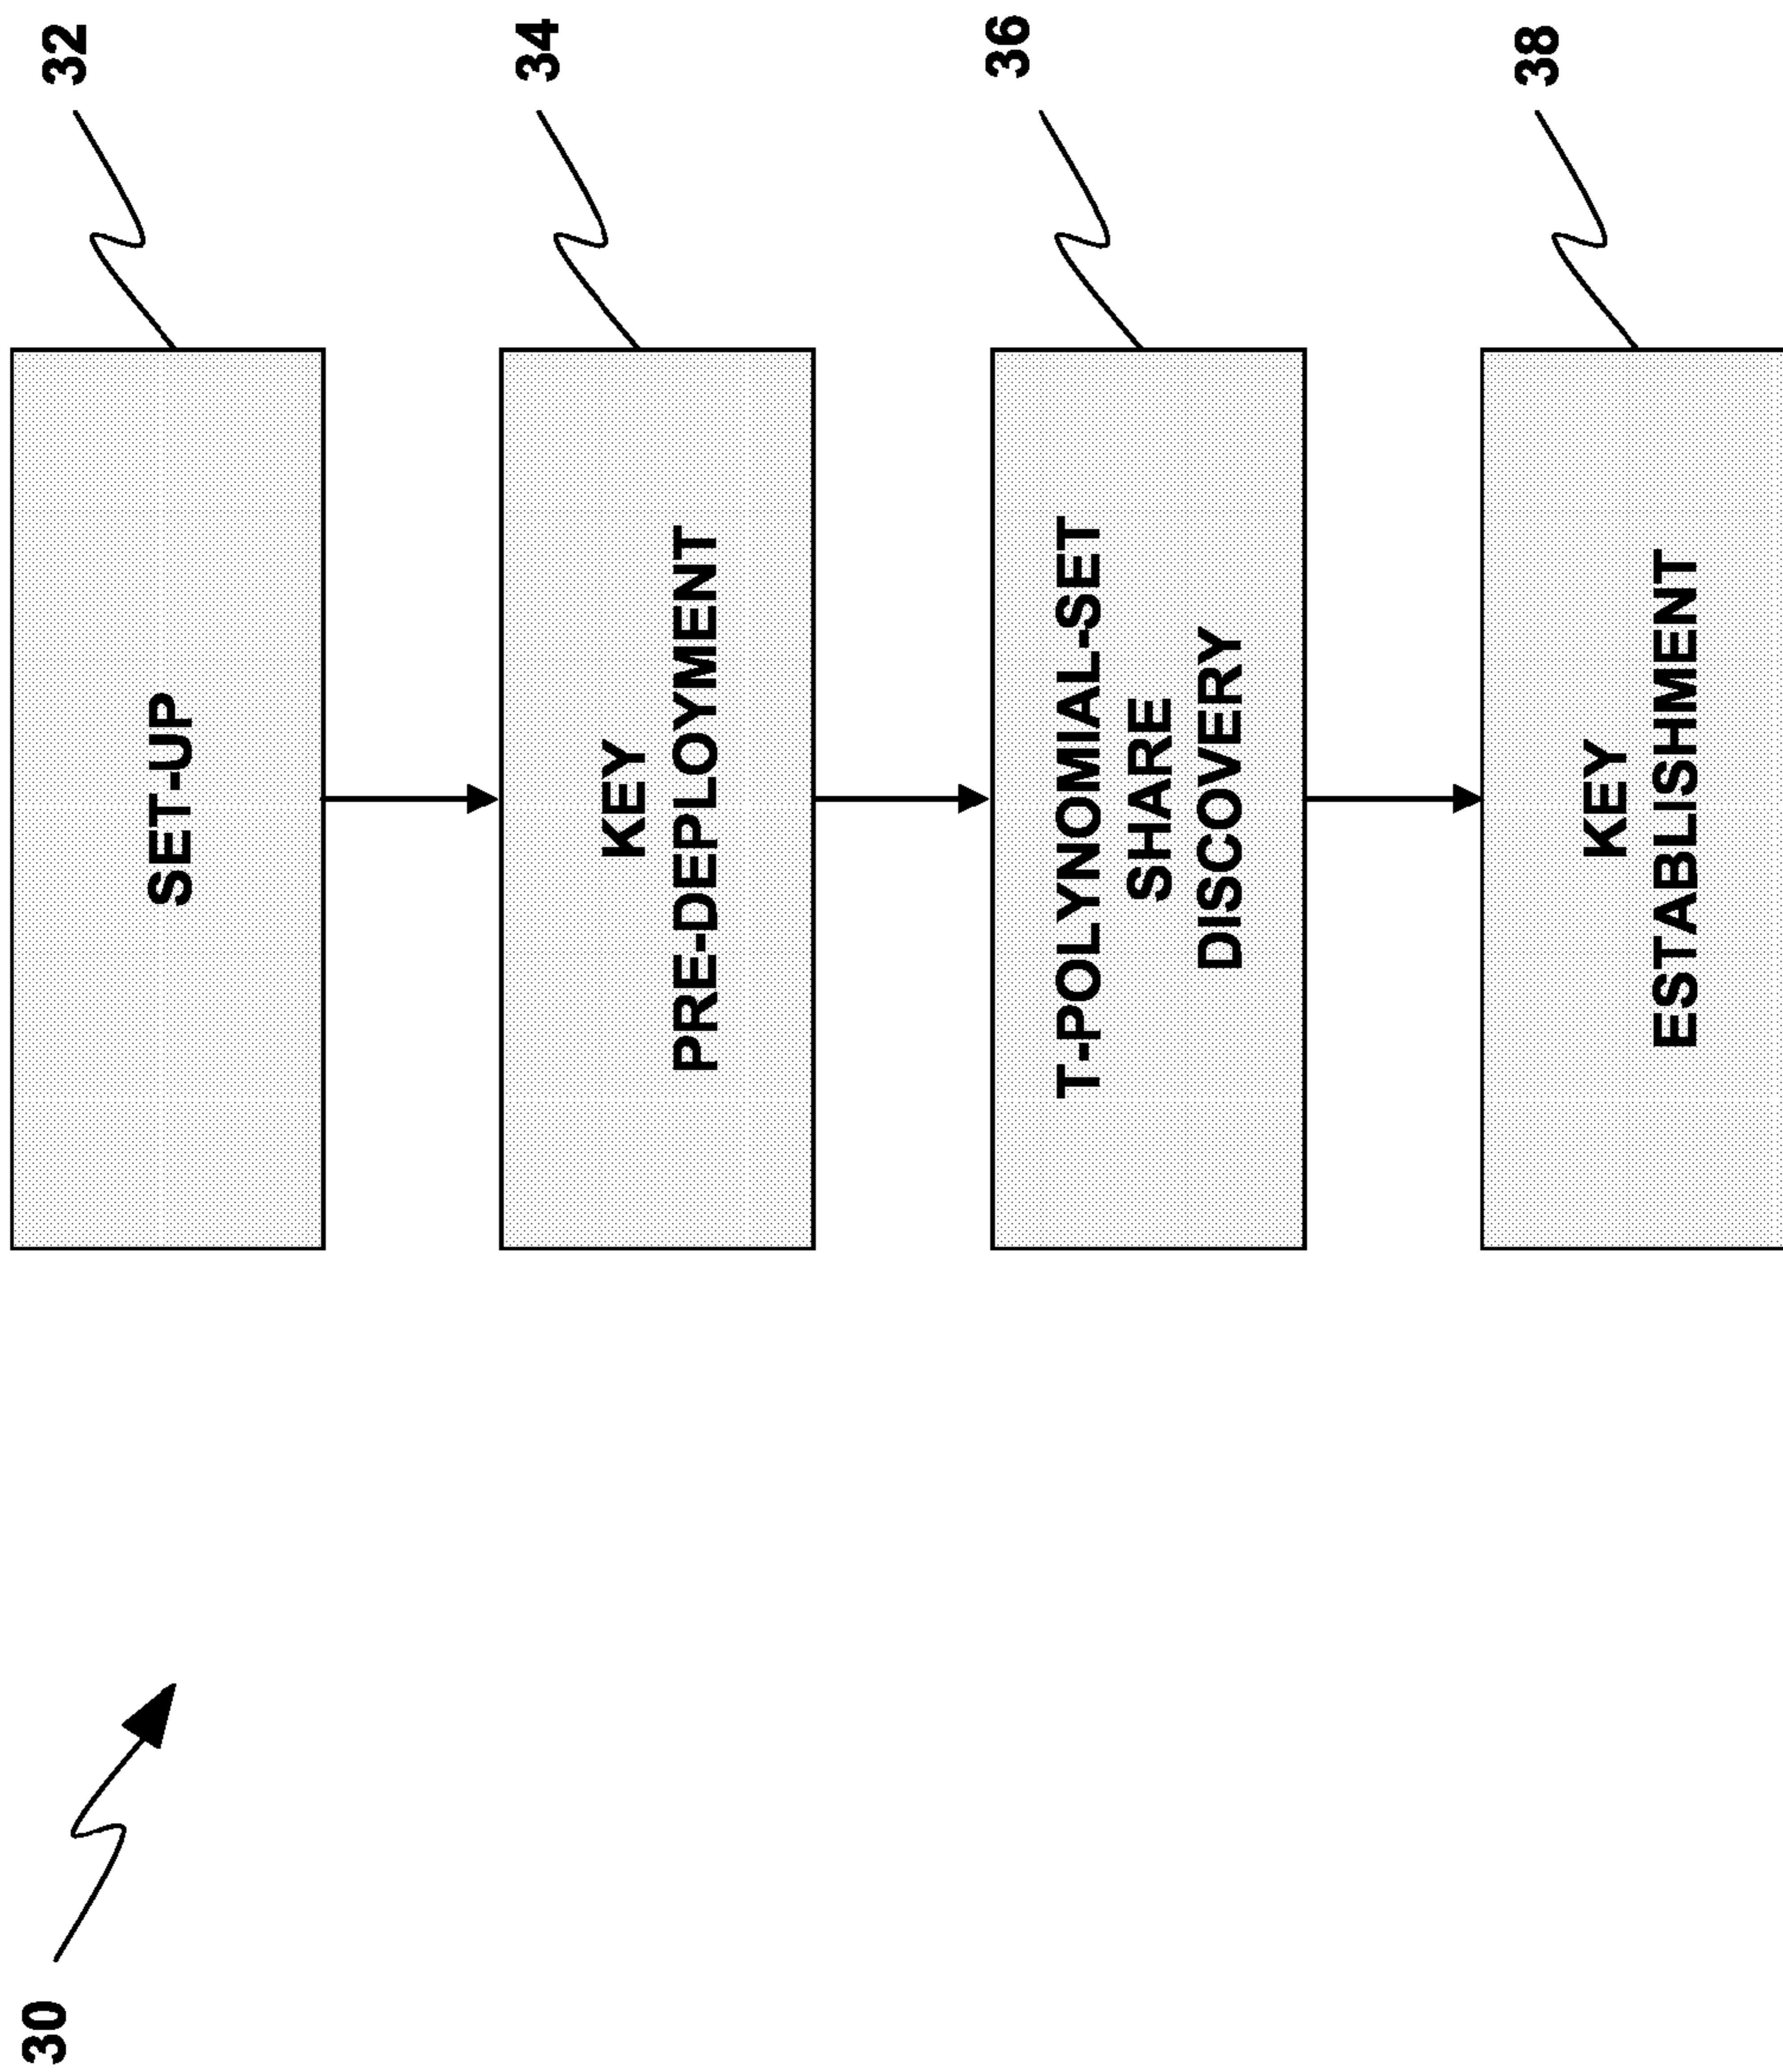 30
SET-UP
32
KEY
PRE-DEPLOYMENT
34
T-POLYNOMIAL-SET
SHARE
DISCOVERY
36
KEY
ESTABLISHMENT
38